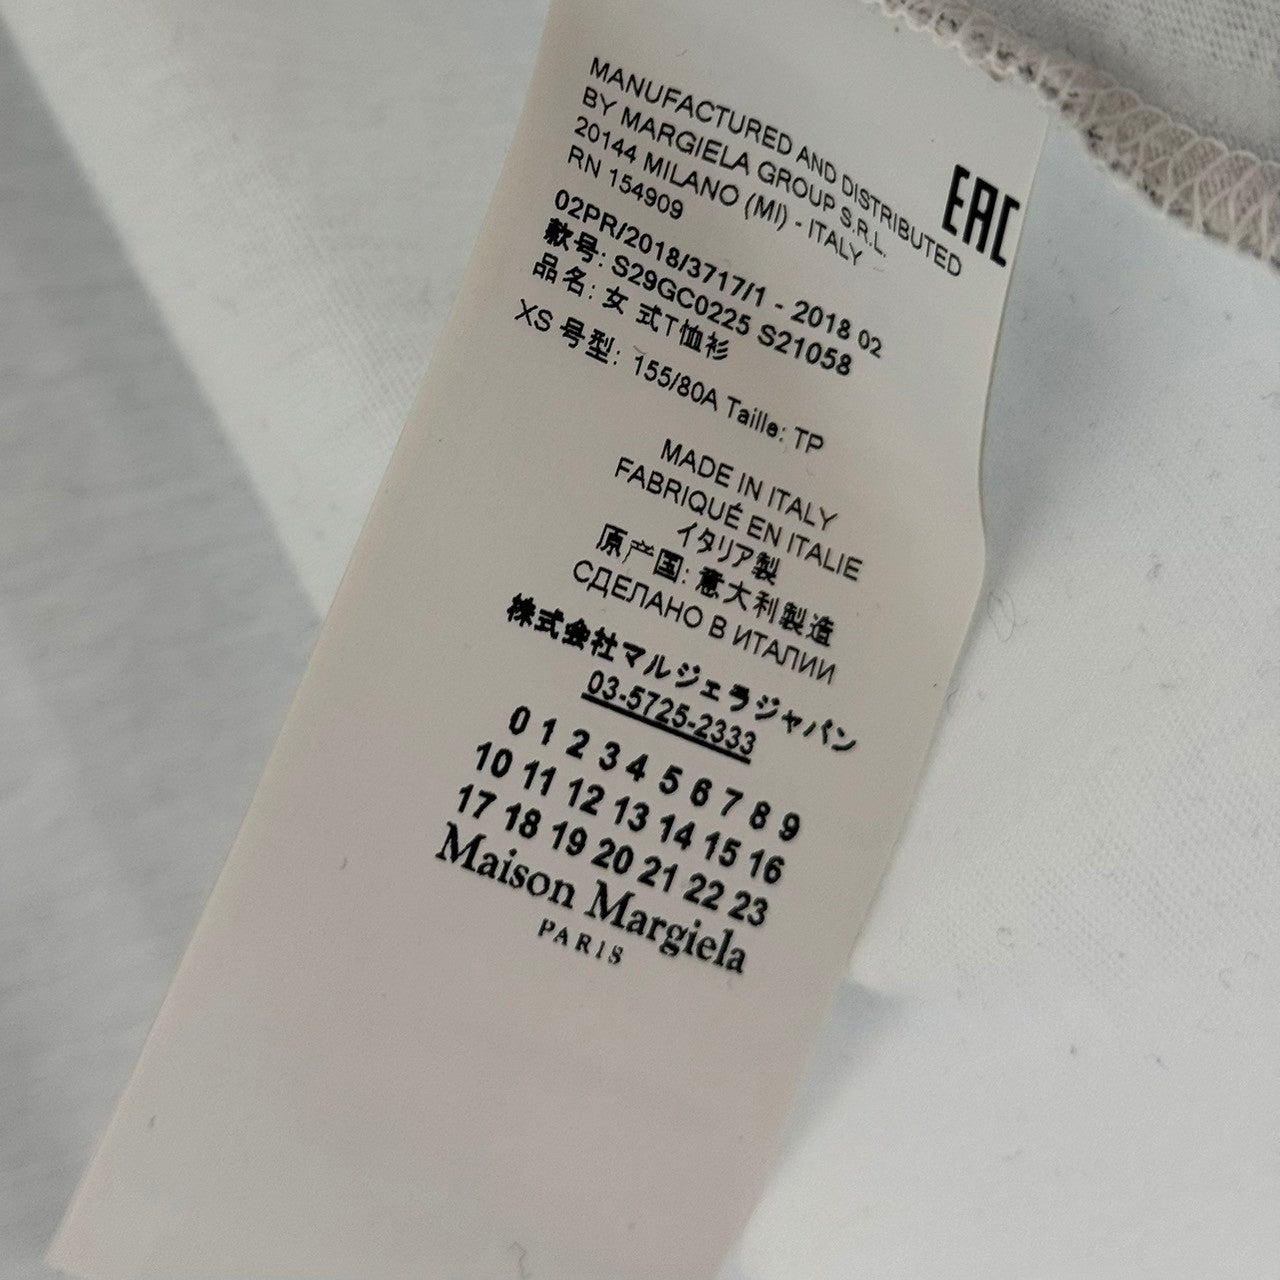 MANUFACTURED AND DISTRIBUTED
BY MARGIELA GROUP S.R.L.
20144 MILANO (MI) - ITALY
RN 154909
EAC
02PR/2018/3717/1 - 2018 02
款号: S29GC0225 S21058
品名: 女 式T恤衫
XS 号型: 155/80A Taille: TP
MADE IN ITALY
FABRIQUÉ EN ITALIE
イタリア製
原产国: 意大利製造
СДЕЛАНО В ИТАЛИИ
株式会社マルジェラジャパン
03-5725-2333
0 1 2 3 4 5 6 7 8 9
10 11 12 13 14 15 16
17 18 19 20 21 22 23
Maison Margiela
PARIS